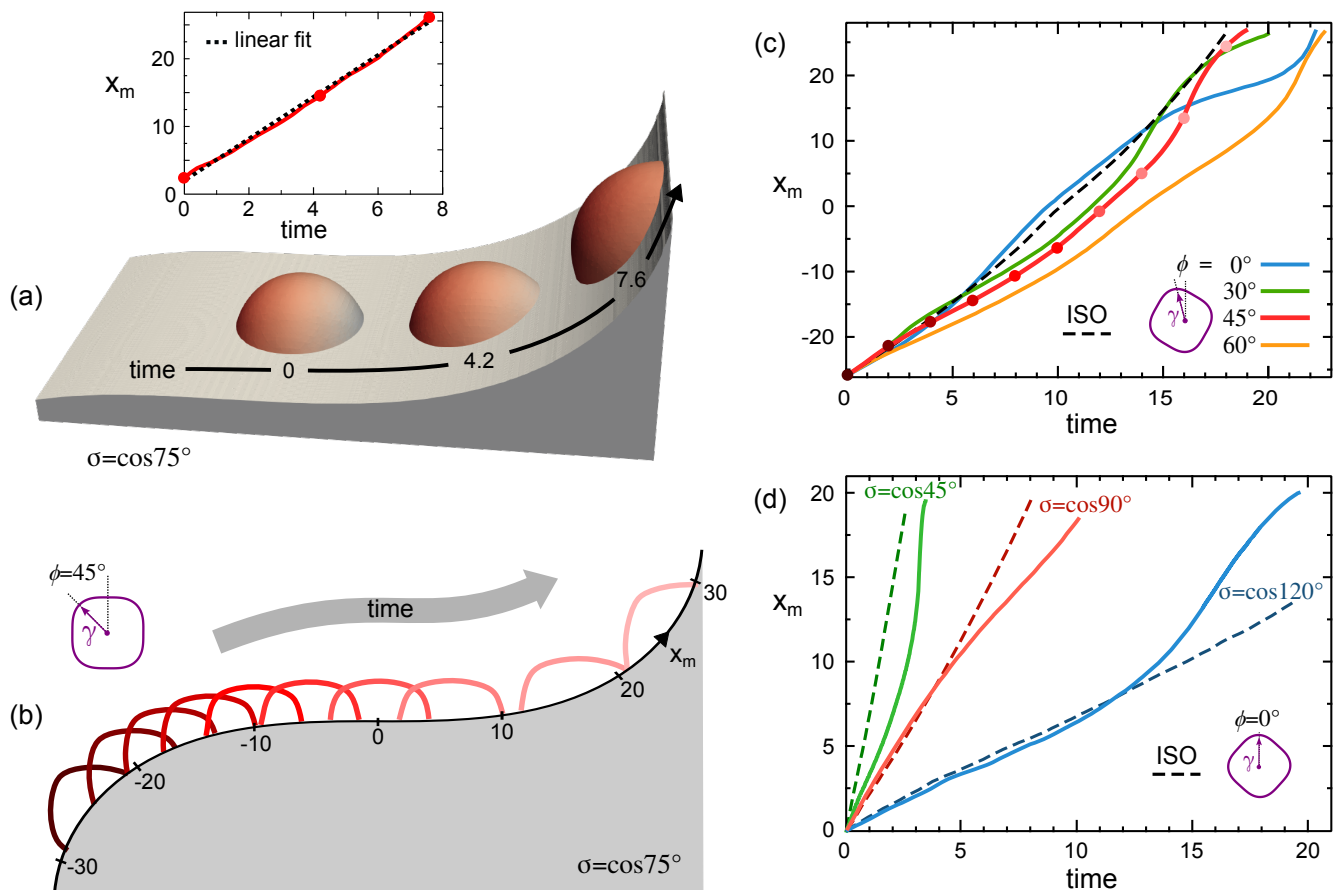 (a)
linear fit
x_m
20
10
0
0 2 4 6 8
time
time 0 4.2 7.6
σ=cos75°
(b)
ϕ=45°
γ
time
x_m
-30 -20 -10 0 10 20 30
σ=cos75°
(c)
x_m
20
10
0
-10
-20
0 5 10 15 20
time
ISO
ϕ = 0°
30°
45°
60°
γ
(d)
x_m
20
15
10
5
0
0 5 10 15 20
time
σ=cos45°
σ=cos90°
σ=cos120°
ISO
ϕ=0°
γ